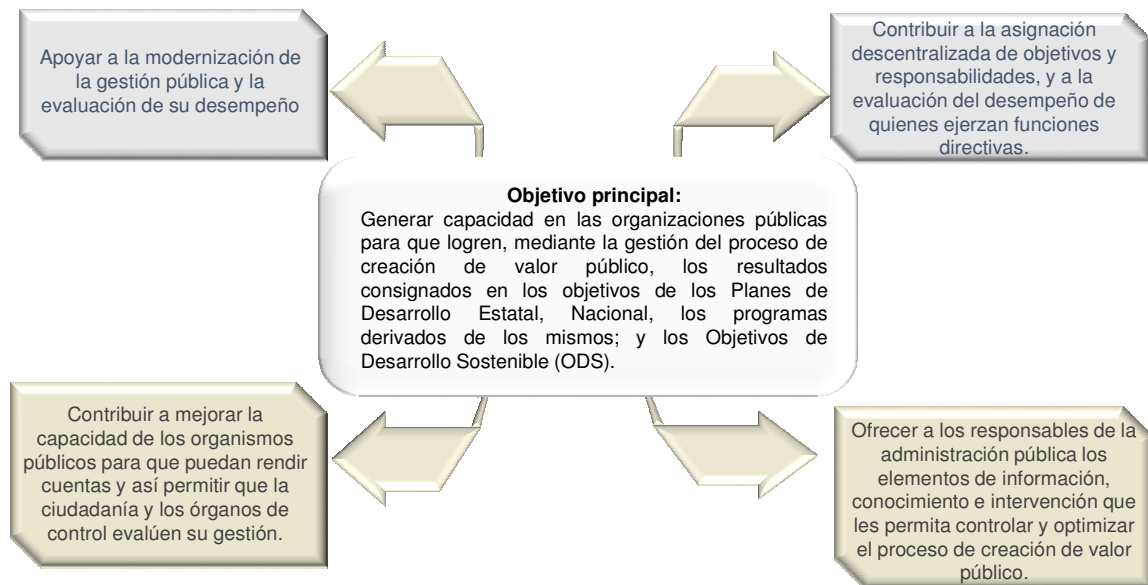 Apoyar a la modernización de
la gestión pública y la
evaluación de su desempeño
Contribuir a la asignación
descentralizada de objetivos y
responsabilidades, y a la
evaluación del desempeño de
quienes ejerzan funciones
directivas.
Objetivo principal:
Generar capacidad en las organizaciones públicas
para que logren, mediante la gestión del proceso de
creación de valor público, los resultados
consignados en los objetivos de los Planes de
Desarrollo Estatal, Nacional, los programas
derivados de los mismos; y los Objetivos de
Desarrollo Sostenible (ODS).
Contribuir a mejorar la
capacidad de los organismos
públicos para que puedan rendir
cuentas y así permitir que la
ciudadanía y los órganos de
control evalúen su gestión.
Ofrecer a los responsables de la
administración pública los
elementos de información,
conocimiento e intervención que
les permita controlar y optimizar
el proceso de creación de valor
público.